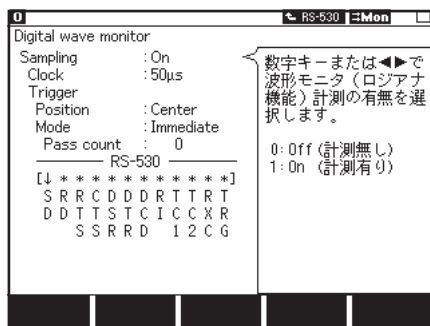 0 RS-530 Mon
Digital wave monitor
Sampling : On
Clock : 50μs
Trigger
Position : Center
Mode : Immediate
Pass count : 0
RS-530
[↓ * * * * * * * * * * *]
S R R C D D D R T T R T
D D T T S T C I C C X R
S S R R D 1 2 C G
数字キーまたは◀▶で
波形モニタ(ロジアナ
機能)計測の有無を選
択します。
0:Off(計測無し)
1:On (計測有り)